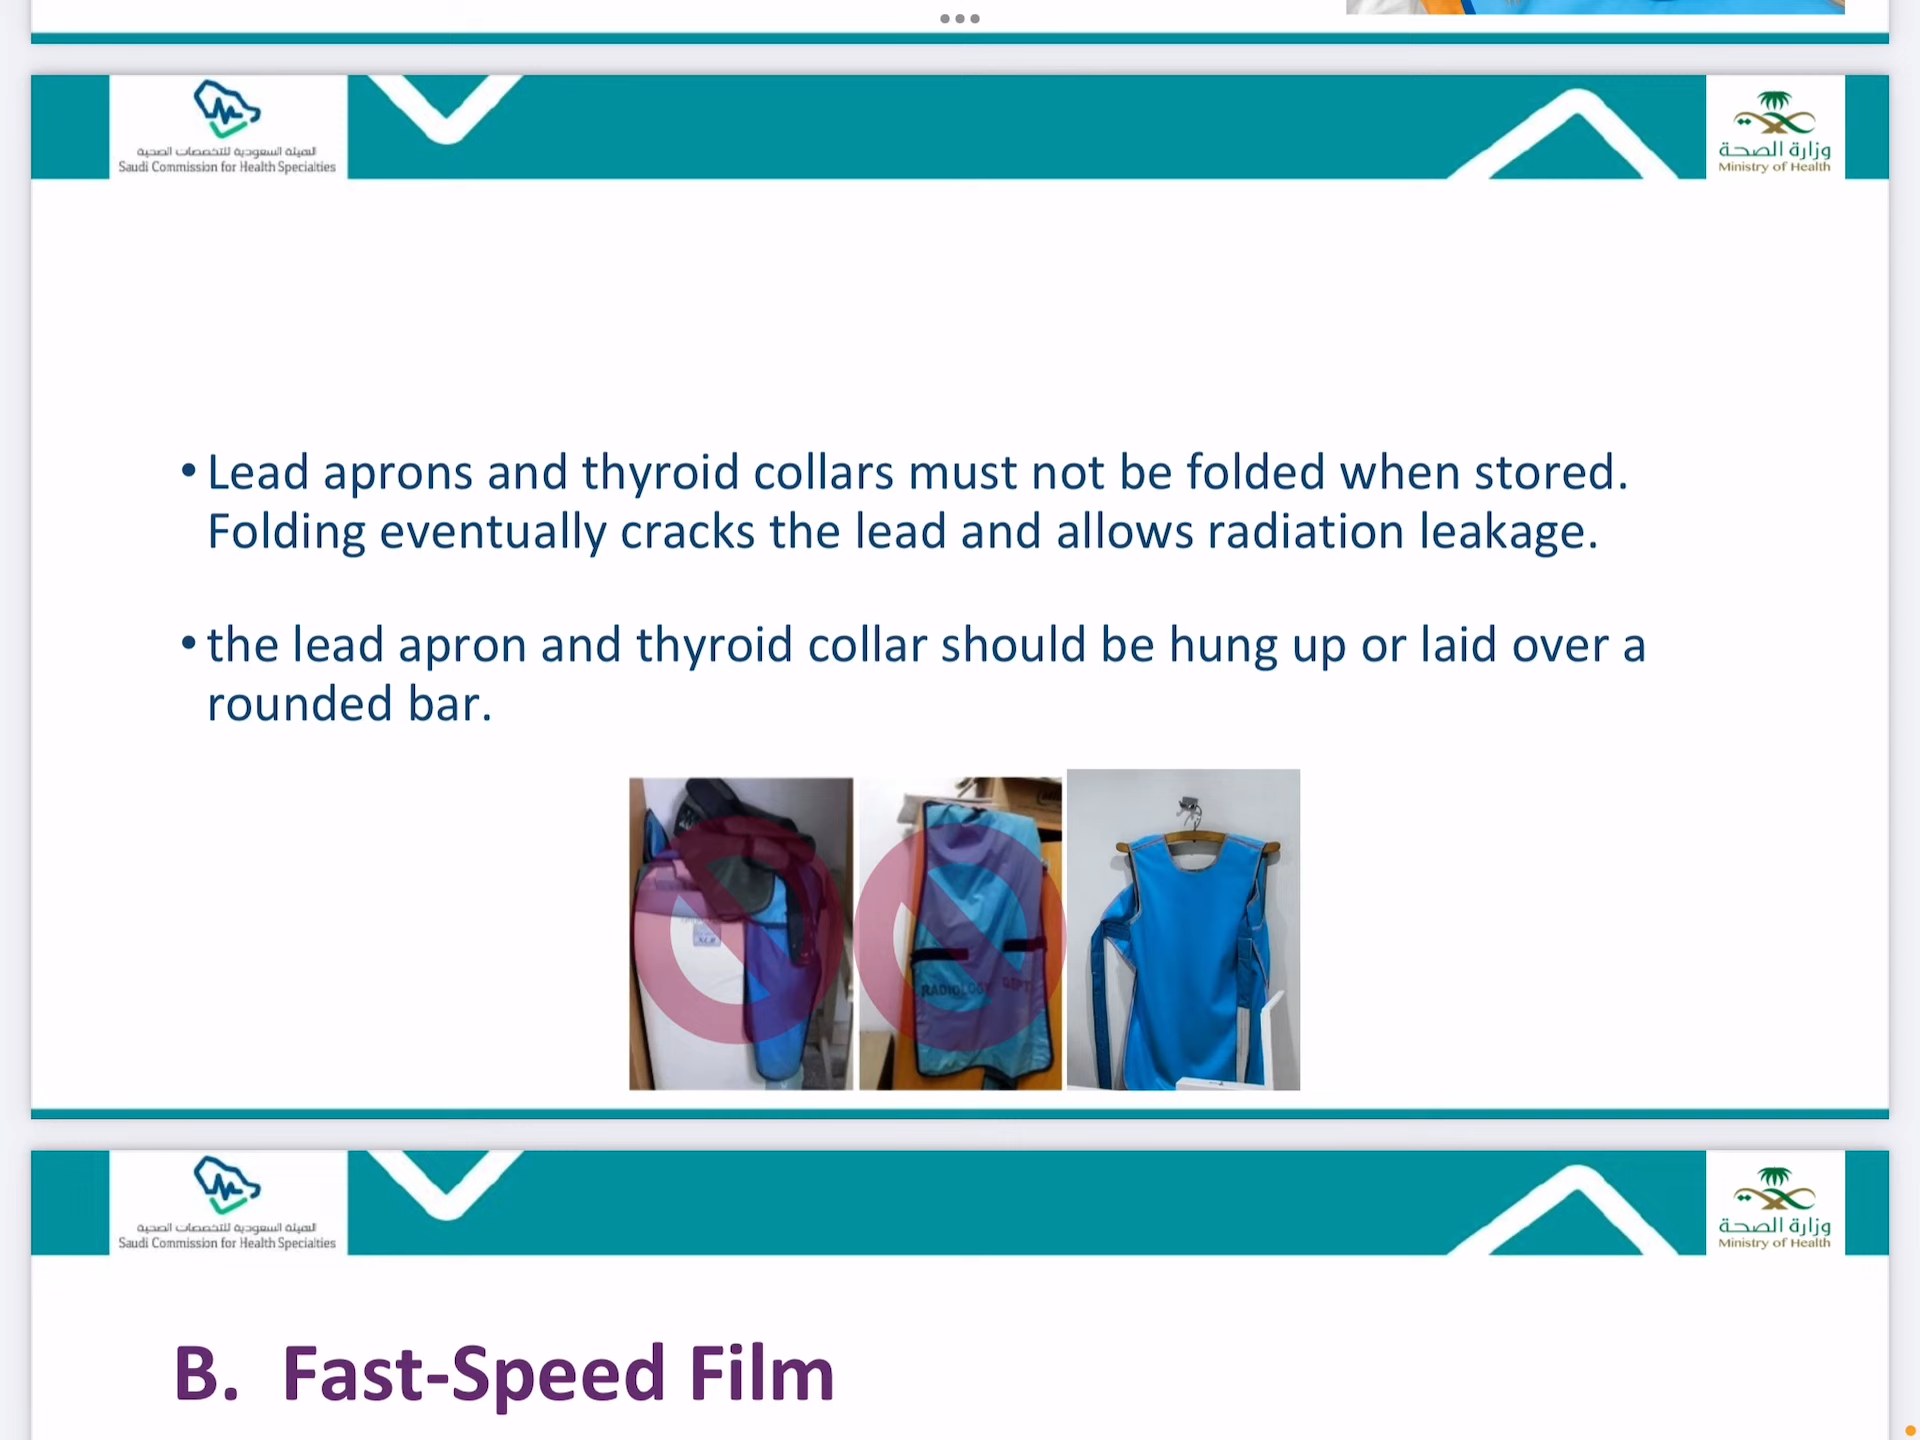 الهيئة السعودية للتخصصات الصحية
Saudi Commission for Health Specialties
وزارة الصحة
Ministry of Health
• Lead aprons and thyroid collars must not be folded when stored.
Folding eventually cracks the lead and allows radiation leakage.
• the lead apron and thyroid collar should be hung up or laid over a
rounded bar.
RADIOLOGY DEPT
الهيئة السعودية للتخصصات الصحية
Saudi Commission for Health Specialties
وزارة الصحة
Ministry of Health
B. Fast-Speed Film